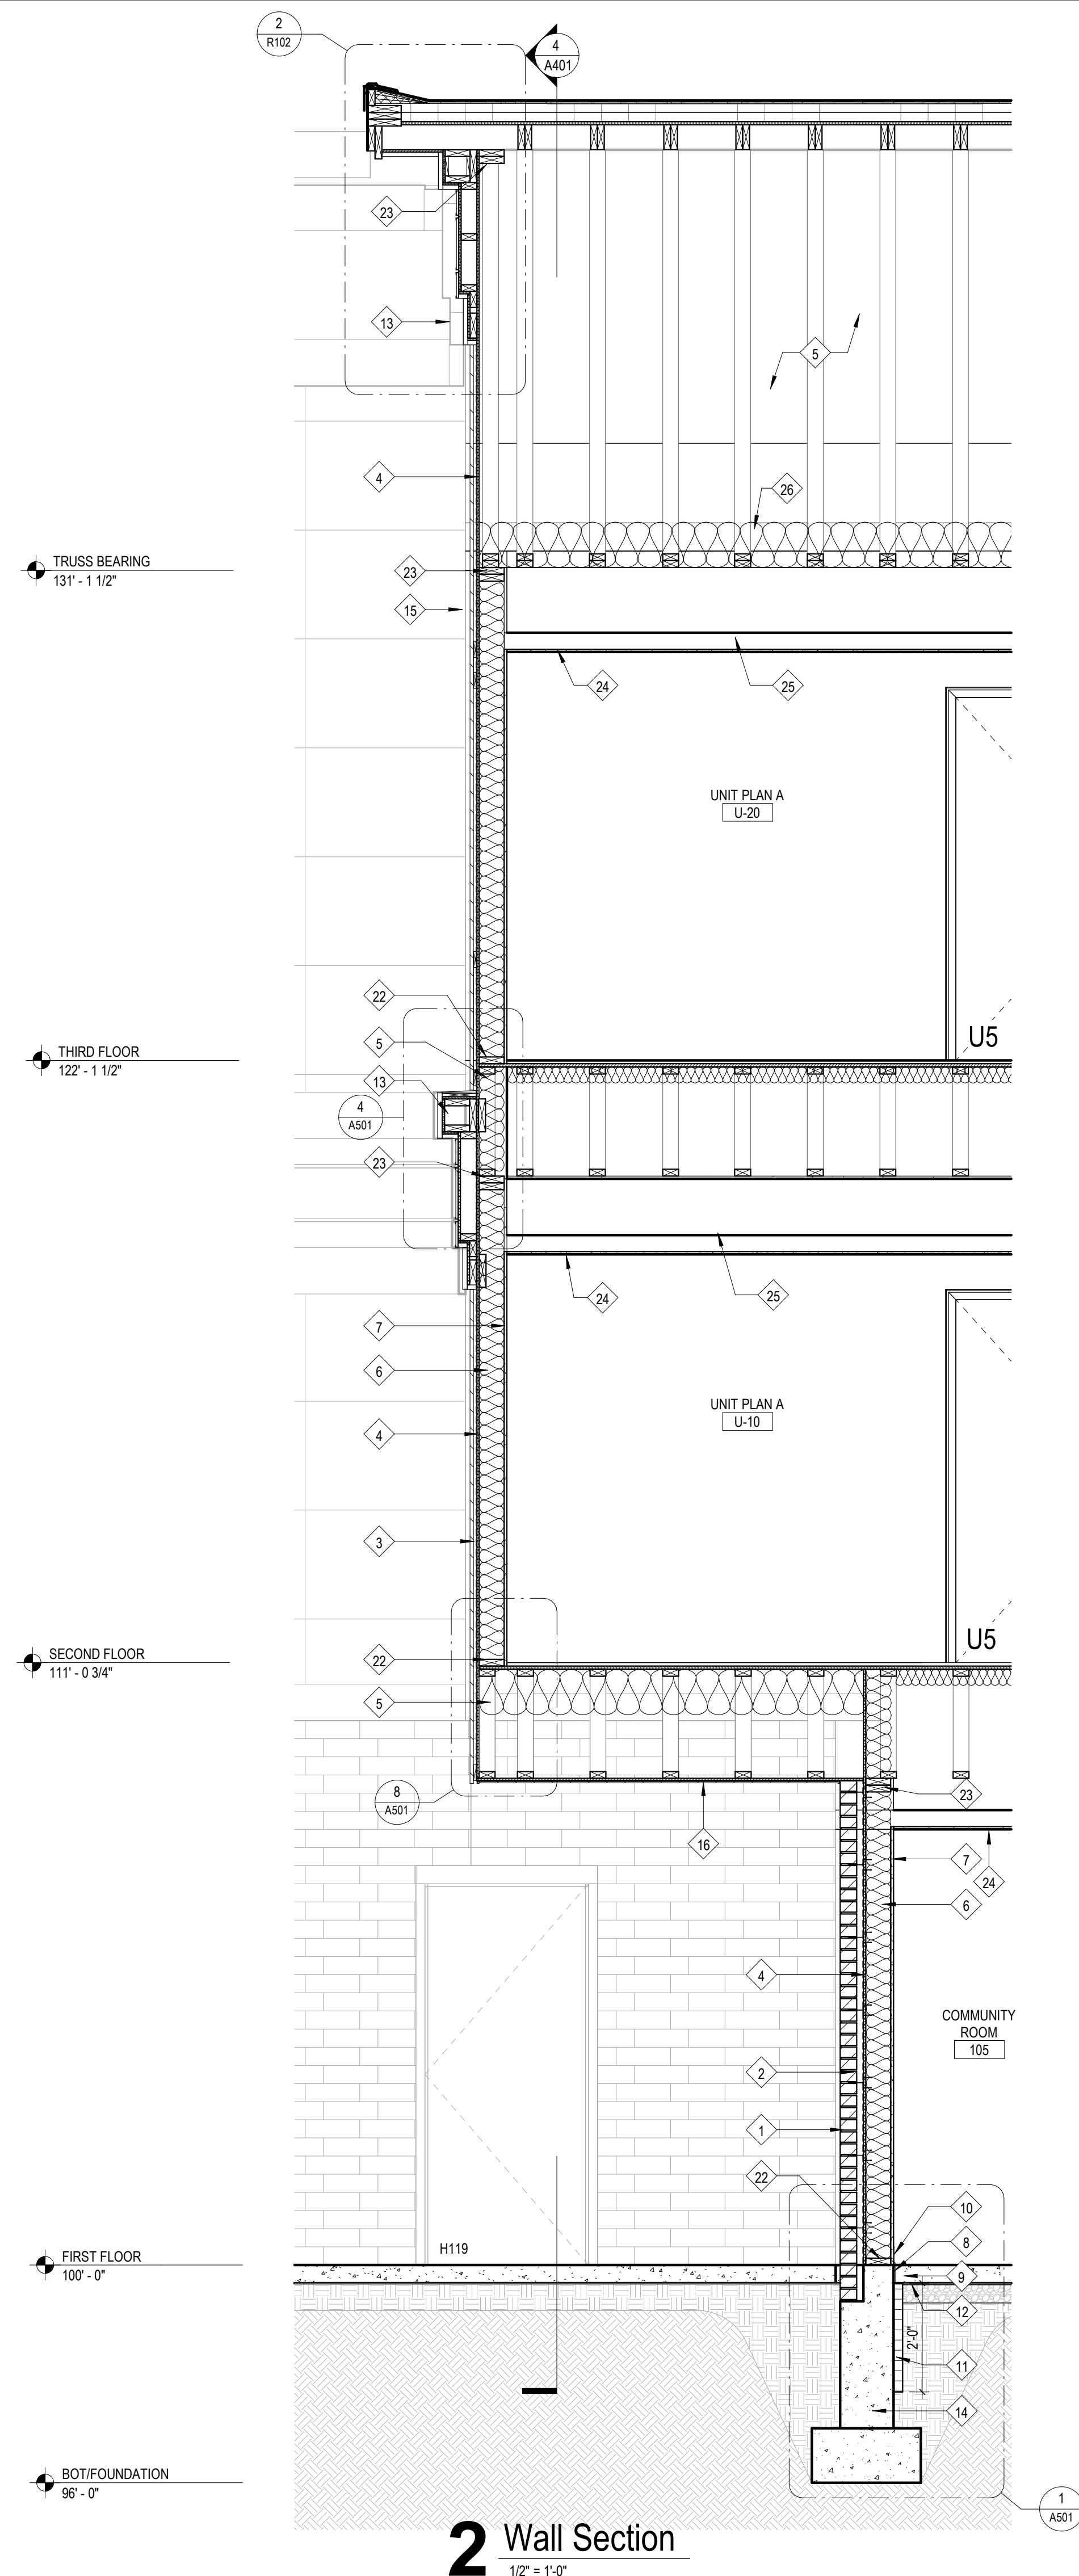 2
R102
4
A401
23
13
5
4
26
TRUSS BEARING
131' - 1 1/2"
23
15
24
25
UNIT PLAN A
U-20
22
U5
THIRD FLOOR
122' - 1 1/2"
5
13
4
A501
23
24
25
7
6
UNIT PLAN A
U-10
4
3
U5
SECOND FLOOR
111' - 0 3/4"
22
5
8
A501
23
16
7
24
6
4
COMMUNITY
ROOM
105
2
1
22
10
H119
8
FIRST FLOOR
100' - 0"
9
12
2'-0"
11
14
BOT/FOUNDATION
96' - 0"
1
A501
2 Wall Section
1/2" = 1'-0"